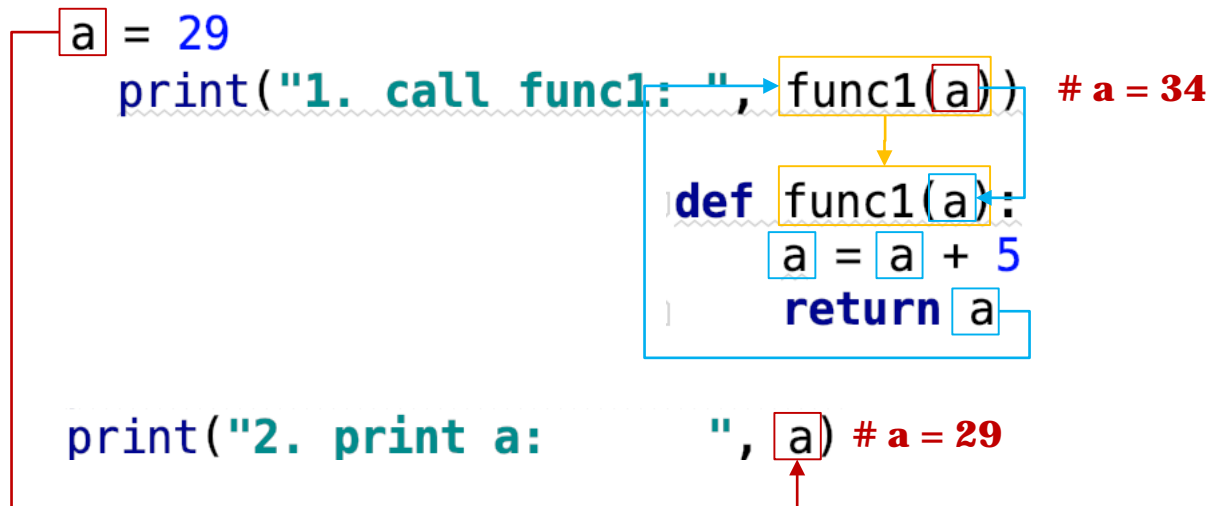 a = 29
print("1. call func1: ", func1(a)) # a = 34
def func1(a):
a = a + 5
return a
print("2. print a:      ", a) # a = 29